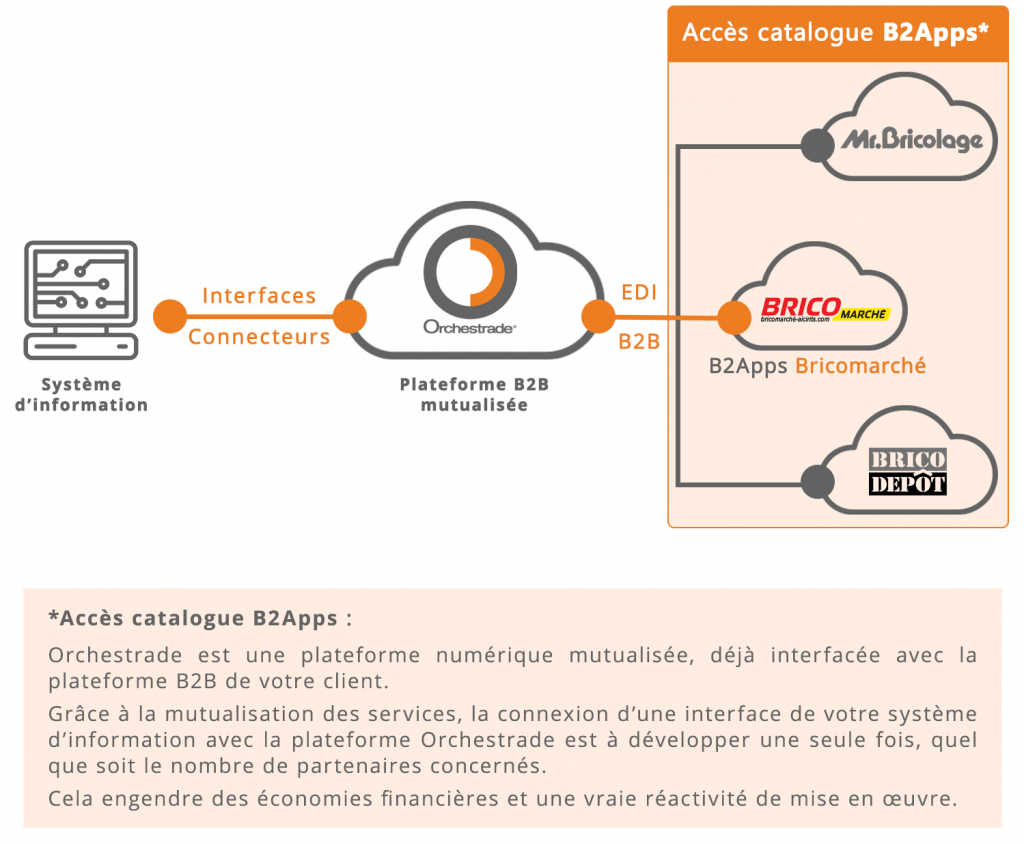 Accès catalogue B2Apps*
Mr.Bricolage
Orchestrade®
Interfaces
Connecteurs
EDI
B2B
BRICO
MARCHÉ
bricomarché-aicirits.com
B2Apps Bricomarché
Système
d’information
Plateforme B2B
mutualisée
BRICO
DEPÔT
*Accès catalogue B2Apps :
Orchestrade est une plateforme numérique mutualisée, déjà interfacée avec la
plateforme B2B de votre client.
Grâce à la mutualisation des services, la connexion d’une interface de votre système
d’information avec la plateforme Orchestrade est à développer une seule fois, quel
que soit le nombre de partenaires concernés.
Cela engendre des économies financières et une vraie réactivité de mise en œuvre.